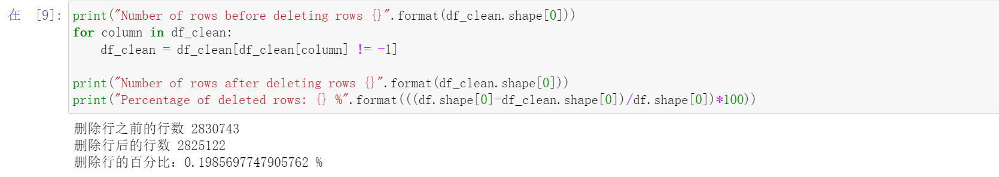 在 [9]: print("Number of rows before deleting rows {}".format(df_clean.shape[0]))
for column in df_clean:
    df_clean = df_clean[df_clean[column] != -1]
print("Number of rows after deleting rows {}".format(df_clean.shape[0]))
print("Percentage of deleted rows: {} %".format(((df.shape[0]-df_clean.shape[0])/df.shape[0])*100))
删除行之前的行数 2830743
删除行后的行数 2825122
删除行的百分比：0.1985697747905762 %